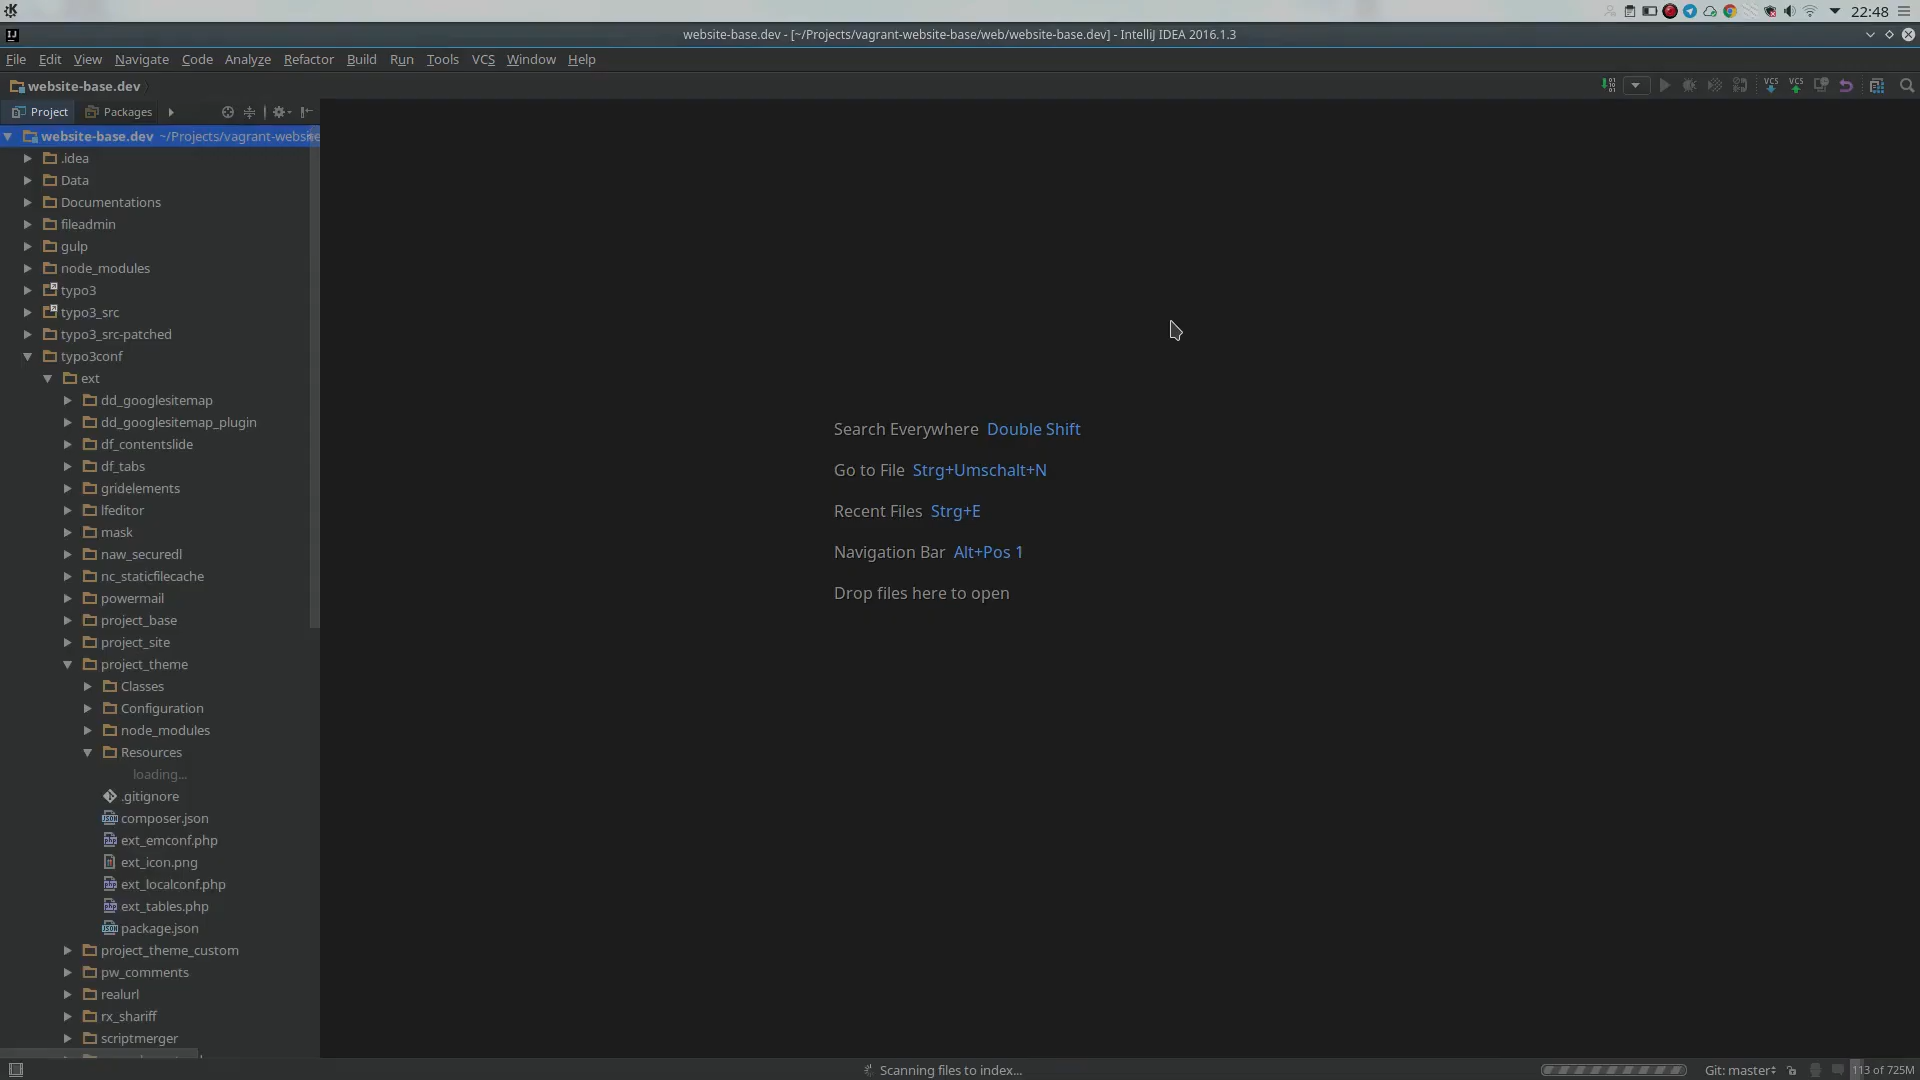 22:48
website-base.dev - [~/Projects/vagrant-website-base/web/website-base.dev] - IntelliJ IDEA 2016.1.3
File Edit View Navigate Code Analyze Refactor Build Run Tools VCS Window Help
website-base.dev
VCS VCS
Project Packages
website-base.dev ~/Projects/vagrant-website
.idea
Data
Documentations
fileadmin
gulp
node_modules
typo3
typo3_src
typo3_src-patched
typo3conf
ext
dd_googlesitemap
dd_googlesitemap_plugin
df_contentslide
df_tabs
gridelements
lfeditor
mask
naw_securedl
nc_staticfilecache
powermail
project_base
project_site
project_theme
Classes
Configuration
node_modules
Resources
loading...
.gitignore
composer.json
ext_emconf.php
ext_icon.png
ext_localconf.php
ext_tables.php
package.json
project_theme_custom
pw_comments
realurl
rx_shariff
scriptmerger
Search Everywhere Double Shift
Go to File Strg+Umschalt+N
Recent Files Strg+E
Navigation Bar Alt+Pos 1
Drop files here to open
Scanning files to index...
Git: master
113 of 725M